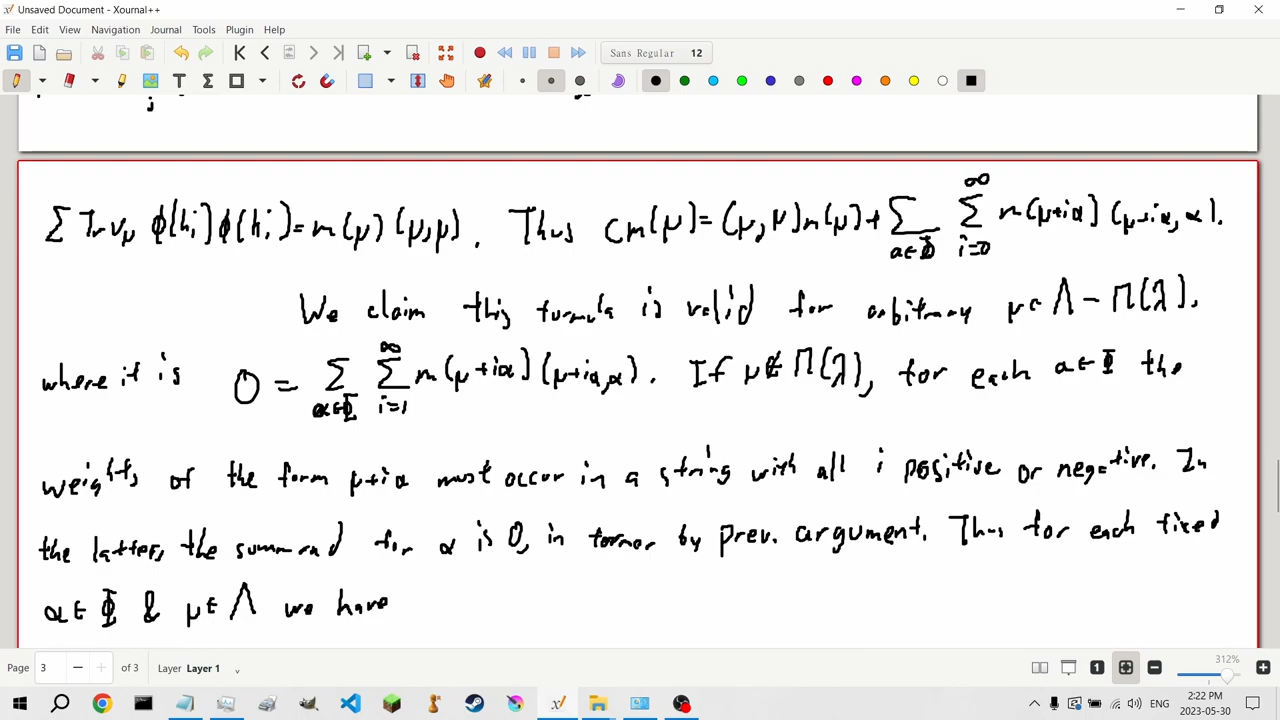 Unsaved Document - Xournal++
File Edit View Navigation Journal Tools Plugin Help
Sans Regular 12
Σ Tr_{V_μ} φ(h_i)φ(h_i)=m(μ)(μ,μ). Thus cm(μ)=(μ,μ)m(μ)+Σ_{α∈Φ} Σ_{i=0}^{∞} m(μ+iα)(μ+iα,α).
We claim this formula is valid for arbitrary μ∈Λ-Π(λ),
where it is 0=Σ_{α∈Φ} Σ_{i=1}^{∞} m(μ+iα)(μ+iα,α). If μ∉Π(λ), for each α∈Φ the
weights of the form μ+iα must occur in a string with all i positive or negative. In
the latter, the summand for α is 0, in former by prev. argument. Thus for each fixed
α∈Φ & μ∈Λ we have
Page 3 of 3 Layer Layer 1 312%
ENG 2:22 PM
2023-05-30